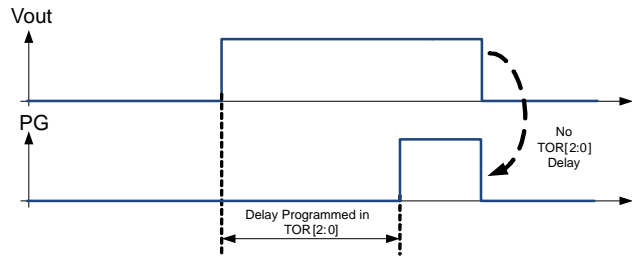 Vout
PG
No
TOR[2:0]
Delay
Delay Programmed in
TOR[2:0]